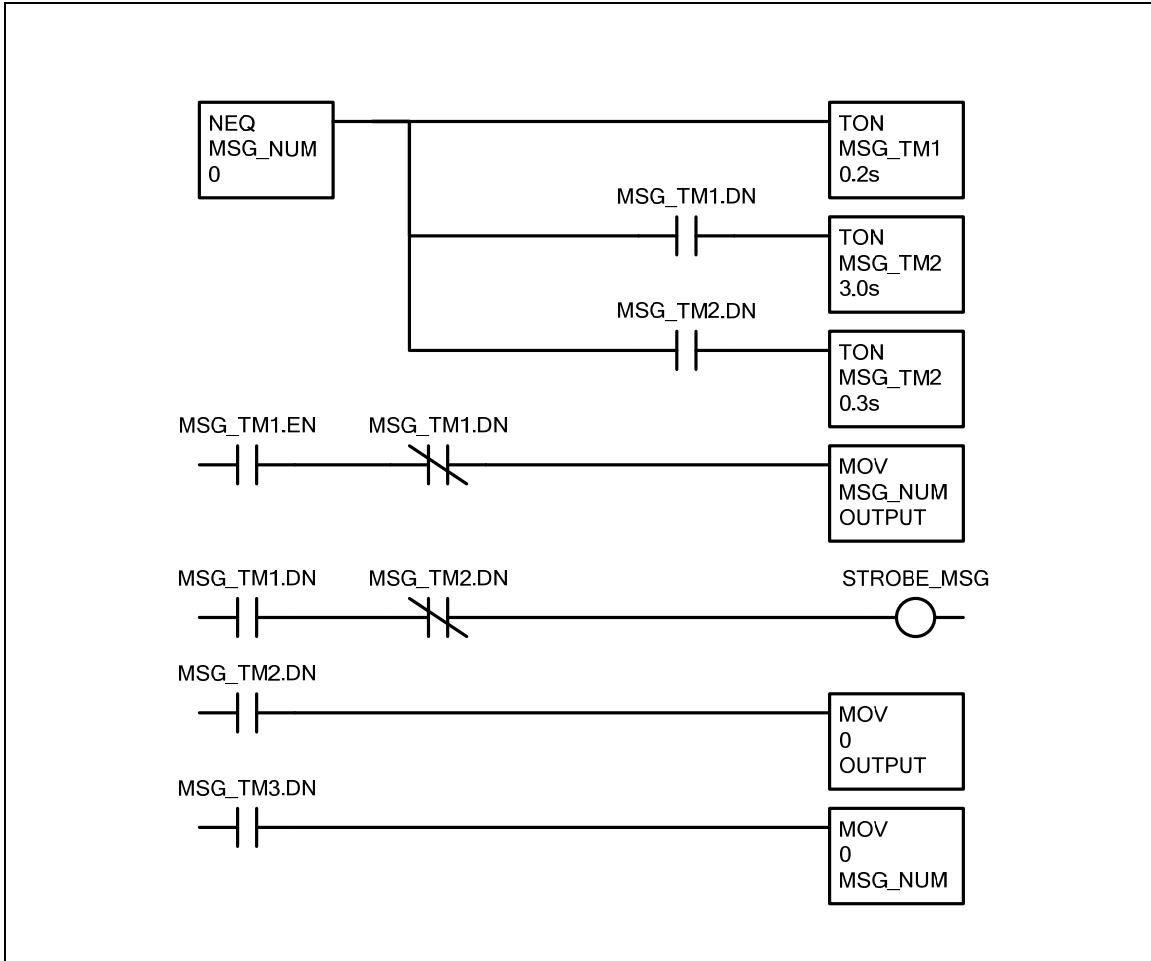 NEQ
MSG_NUM
0
TON
MSG_TM1
0.2s
MSG_TM1.DN
TON
MSG_TM2
3.0s
MSG_TM2.DN
TON
MSG_TM2
0.3s
MSG_TM1.EN
MSG_TM1.DN
MOV
MSG_NUM
OUTPUT
MSG_TM1.DN
MSG_TM2.DN
STROBE_MSG
MSG_TM2.DN
MOV
0
OUTPUT
MSG_TM3.DN
MOV
0
MSG_NUM